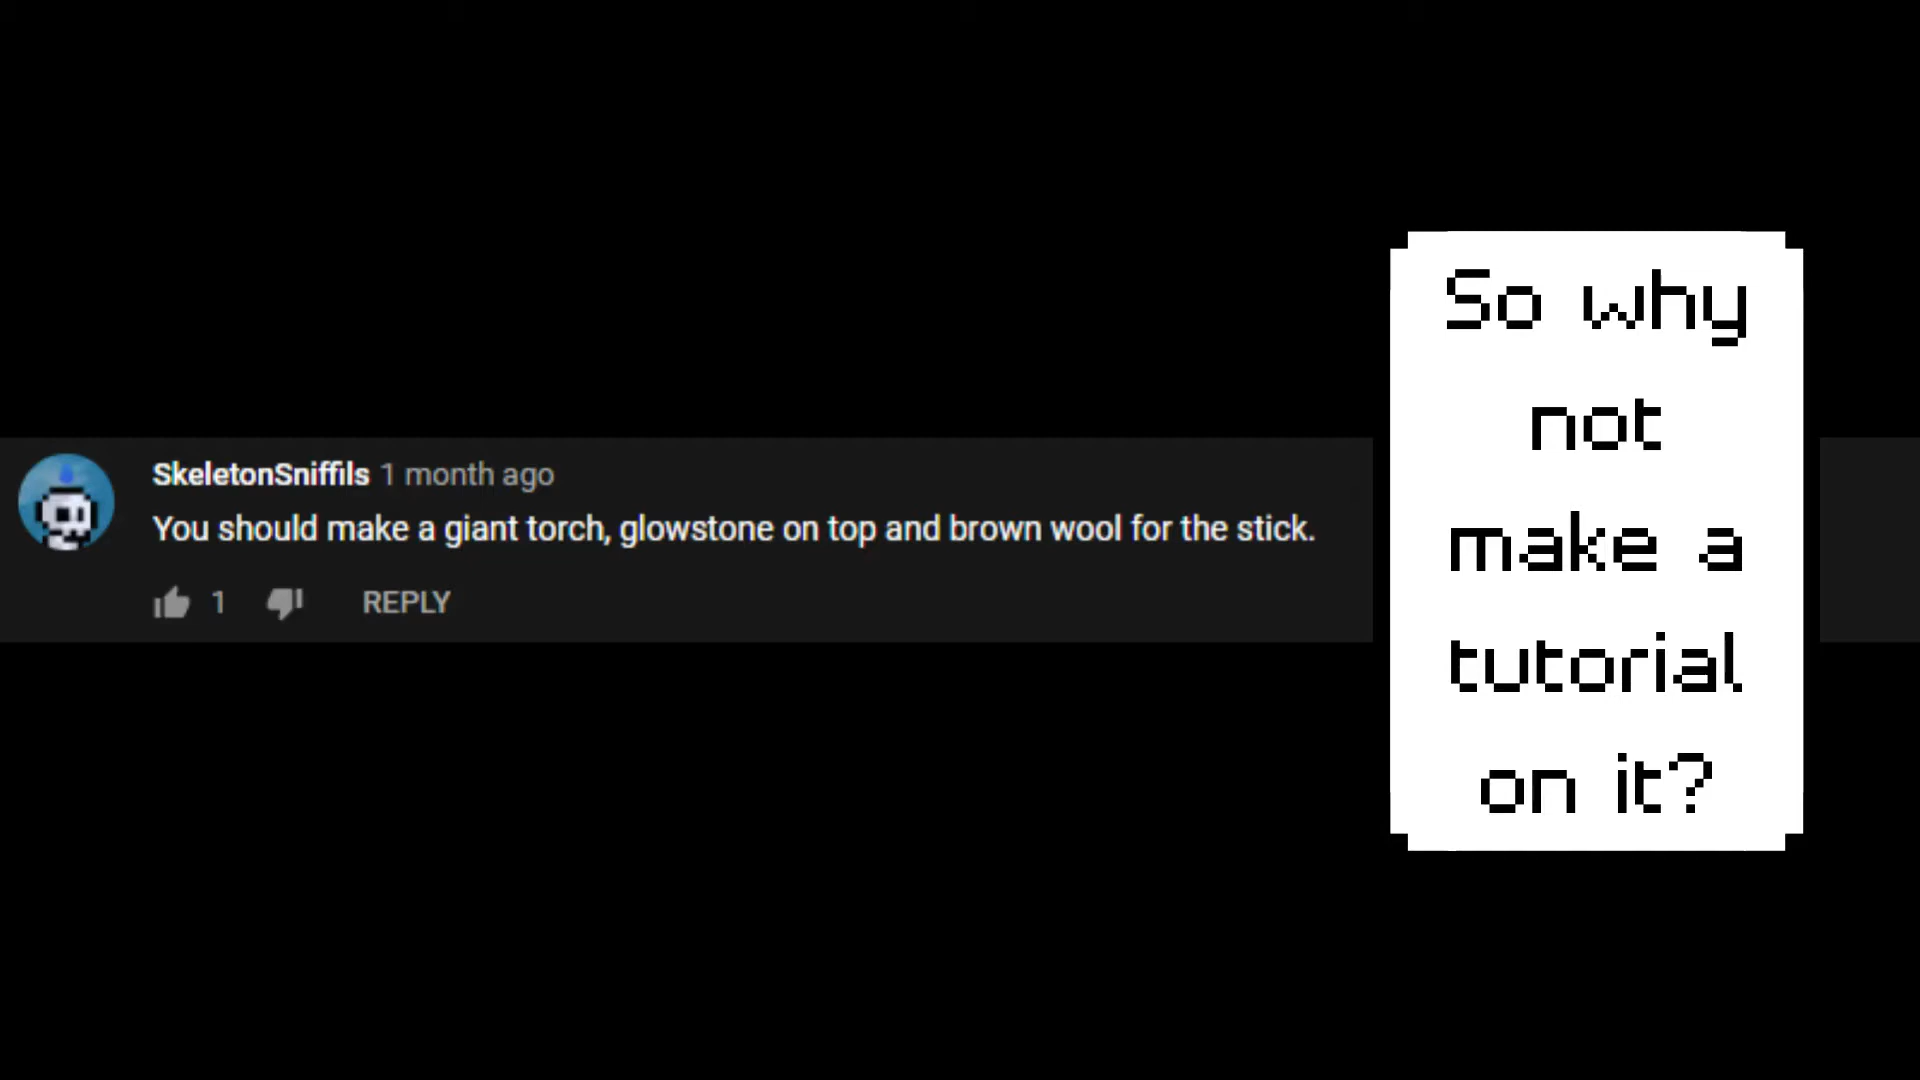 SkeletonSniffils 1 month ago
You should make a giant torch, glowstone on top and brown wool for the stick.
1 REPLY
So why
not
make a
tutorial
on it?